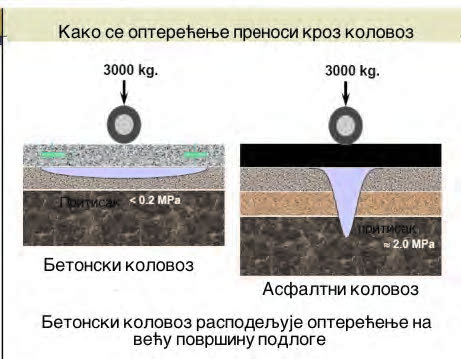 Како се оптерећење преноси кроз коловоз
3000 kg.
3000 kg.
Притисак < 0.2 MPa
притисак
≈ 2.0 MPa
Бетонски коловоз
Асфалтни коловоз
Бетонски коловоз расподељује оптерећење на
већу површину подлоге